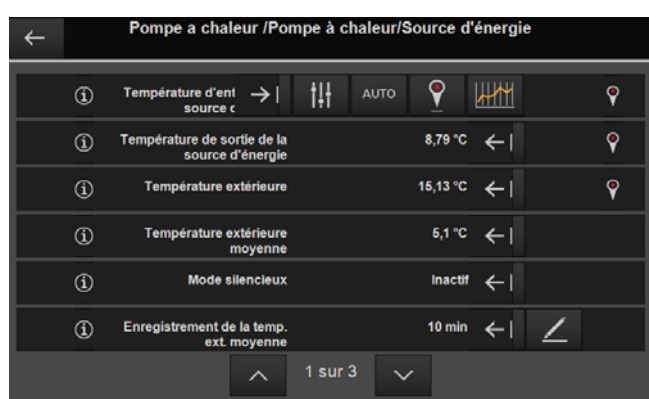 Pompe a chaleur /Pompe à chaleur/Source d'énergie
Température d'ent
source c
AUTO
Température de sortie de la
source d'énergie
8,79 °C
Température extérieure
15,13 °C
Température extérieure
moyenne
5,1 °C
Mode silencieux
Inactif
Enregistrement de la temp.
ext. moyenne
10 min
1 sur 3